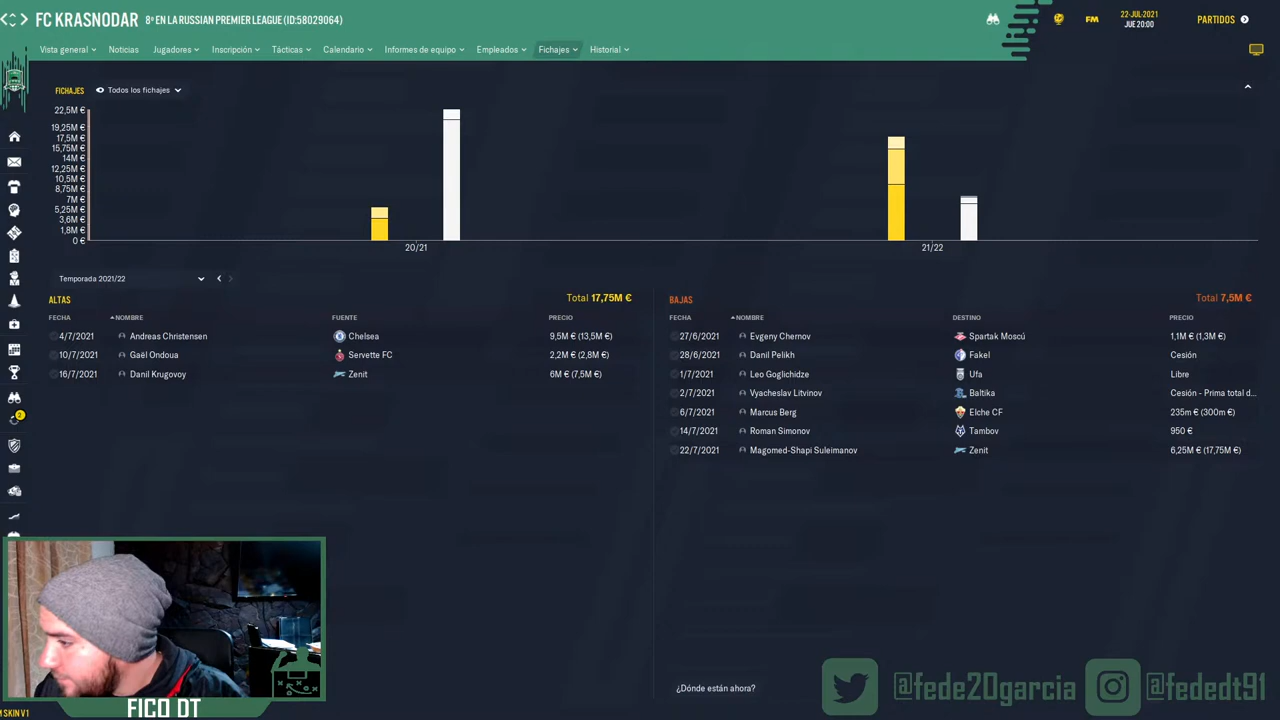 FC KRASNODAR 8º EN LA RUSSIAN PREMIER LEAGUE (ID:58029064)
FM 22-JUL-2021 JUE 20:00 PARTIDOS
Vista general Noticias Jugadores Inscripción Tácticas Calendario Informes de equipo Empleados Fichajes Historial
FICHAJES Todos los fichajes
22,5M €
19,25M €
17,5M €
15,75M €
14M €
12,25M €
10,5M €
8,75M €
7M €
5,25M €
3,6M €
1,8M €
0 €
20/21 21/22
Temporada 2021/22
ALTAS Total 17,75M €
FECHA NOMBRE FUENTE PRECIO
4/7/2021 Andreas Christensen Chelsea 9,5M € (13,5M €)
10/7/2021 Gaël Ondoua Servette FC 2,2M € (2,8M €)
16/7/2021 Danil Krugovoy Zenit 6M € (7,5M €)
BAJAS Total 7,5M €
FECHA NOMBRE DESTINO PRECIO
27/6/2021 Evgeny Chernov Spartak Moscú 1,1M € (1,3M €)
28/6/2021 Danil Pelikh Fakel Cesión
1/7/2021 Leo Goglichidze Ufa Libre
2/7/2021 Vyacheslav Litvinov Baltika Cesión - Prima total d...
6/7/2021 Marcus Berg Elche CF 235m € (300m €)
14/7/2021 Roman Simonov Tambov 950 €
22/7/2021 Magomed-Shapi Suleimanov Zenit 6,25M € (17,75M €)
2
¿Dónde están ahora?
@fede20garcia @fededt91
FICO DT
M SKIN V1